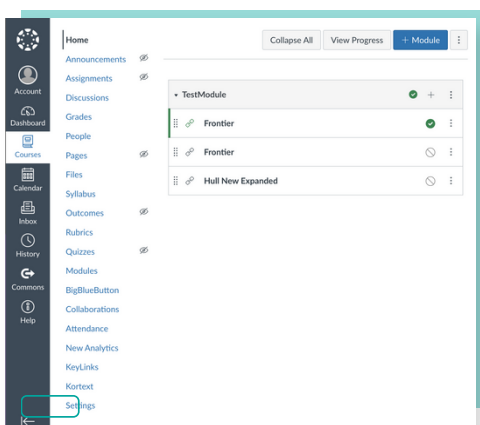 Home
Collapse All View Progress + Module
Announcements
Account
Assignments
TestModule
Discussions
Dashboard
Grades
Frontier
People
Courses
Pages
Frontier
Files
Calendar
Hull New Expanded
Syllabus
Inbox
Outcomes
Rubrics
History
Quizzes
Modules
Commons
BigBlueButton
Collaborations
Help
Attendance
New Analytics
KeyLinks
Kortext
Settings